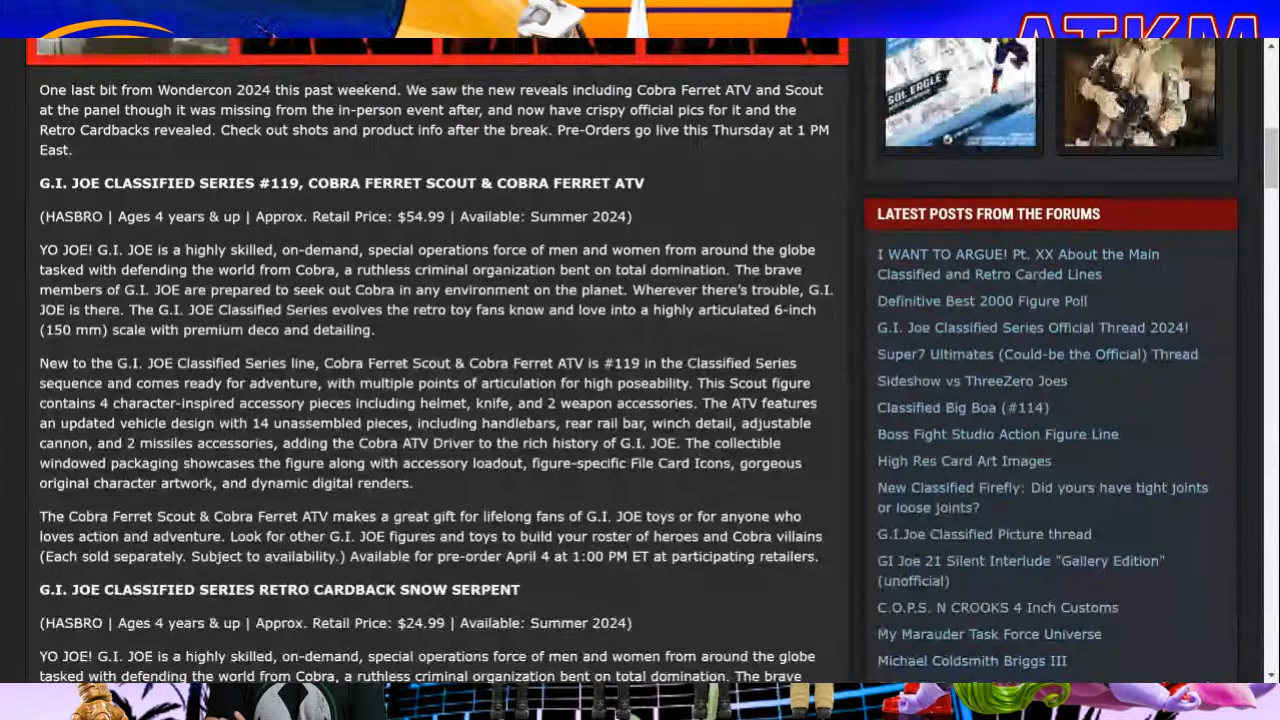 ATKM
SOL EAGLE
One last bit from Wondercon 2024 this past weekend. We saw the new reveals including Cobra Ferret ATV and Scout
at the panel though it was missing from the in-person event after, and now have crispy official pics for it and the
Retro Cardbacks revealed. Check out shots and product info after the break. Pre-Orders go live this Thursday at 1 PM
East.
G.I. JOE CLASSIFIED SERIES #119, COBRA FERRET SCOUT & COBRA FERRET ATV
(HASBRO | Ages 4 years & up | Approx. Retail Price: $54.99 | Available: Summer 2024)
YO JOE! G.I. JOE is a highly skilled, on-demand, special operations force of men and women from around the globe
tasked with defending the world from Cobra, a ruthless criminal organization bent on total domination. The brave
members of G.I. JOE are prepared to seek out Cobra in any environment on the planet. Wherever there's trouble, G.I.
JOE is there. The G.I. JOE Classified Series evolves the retro toy fans know and love into a highly articulated 6-inch
(150 mm) scale with premium deco and detailing.
New to the G.I. JOE Classified Series line, Cobra Ferret Scout & Cobra Ferret ATV is #119 in the Classified Series
sequence and comes ready for adventure, with multiple points of articulation for high poseability. This Scout figure
contains 4 character-inspired accessory pieces including helmet, knife, and 2 weapon accessories. The ATV features
an updated vehicle design with 14 unassembled pieces, including handlebars, rear rail bar, winch detail, adjustable
cannon, and 2 missiles accessories, adding the Cobra ATV Driver to the rich history of G.I. JOE. The collectible
windowed packaging showcases the figure along with accessory loadout, figure-specific File Card Icons, gorgeous
original character artwork, and dynamic digital renders.
The Cobra Ferret Scout & Cobra Ferret ATV makes a great gift for lifelong fans of G.I. JOE toys or for anyone who
loves action and adventure. Look for other G.I. JOE figures and toys to build your roster of heroes and Cobra villains
(Each sold separately. Subject to availability.) Available for pre-order April 4 at 1:00 PM ET at participating retailers.
G.I. JOE CLASSIFIED SERIES RETRO CARDBACK SNOW SERPENT
(HASBRO | Ages 4 years & up | Approx. Retail Price: $24.99 | Available: Summer 2024)
YO JOE! G.I. JOE is a highly skilled, on-demand, special operations force of men and women from around the globe
tasked with defending the world from Cobra, a ruthless criminal organization bent on total domination. The brave
LATEST POSTS FROM THE FORUMS
I WANT TO ARGUE! Pt. XX About the Main
Classified and Retro Carded Lines
Definitive Best 2000 Figure Poll
G.I. Joe Classified Series Official Thread 2024!
Super7 Ultimates (Could-be the Official) Thread
Sideshow vs ThreeZero Joes
Classified Big Boa (#114)
Boss Fight Studio Action Figure Line
High Res Card Art Images
New Classified Firefly: Did yours have tight joints
or loose joints?
G.I.Joe Classified Picture thread
GI Joe 21 Silent Interlude "Gallery Edition"
(unofficial)
C.O.P.S. N CROOKS 4 Inch Customs
My Marauder Task Force Universe
Michael Coldsmith Briggs III